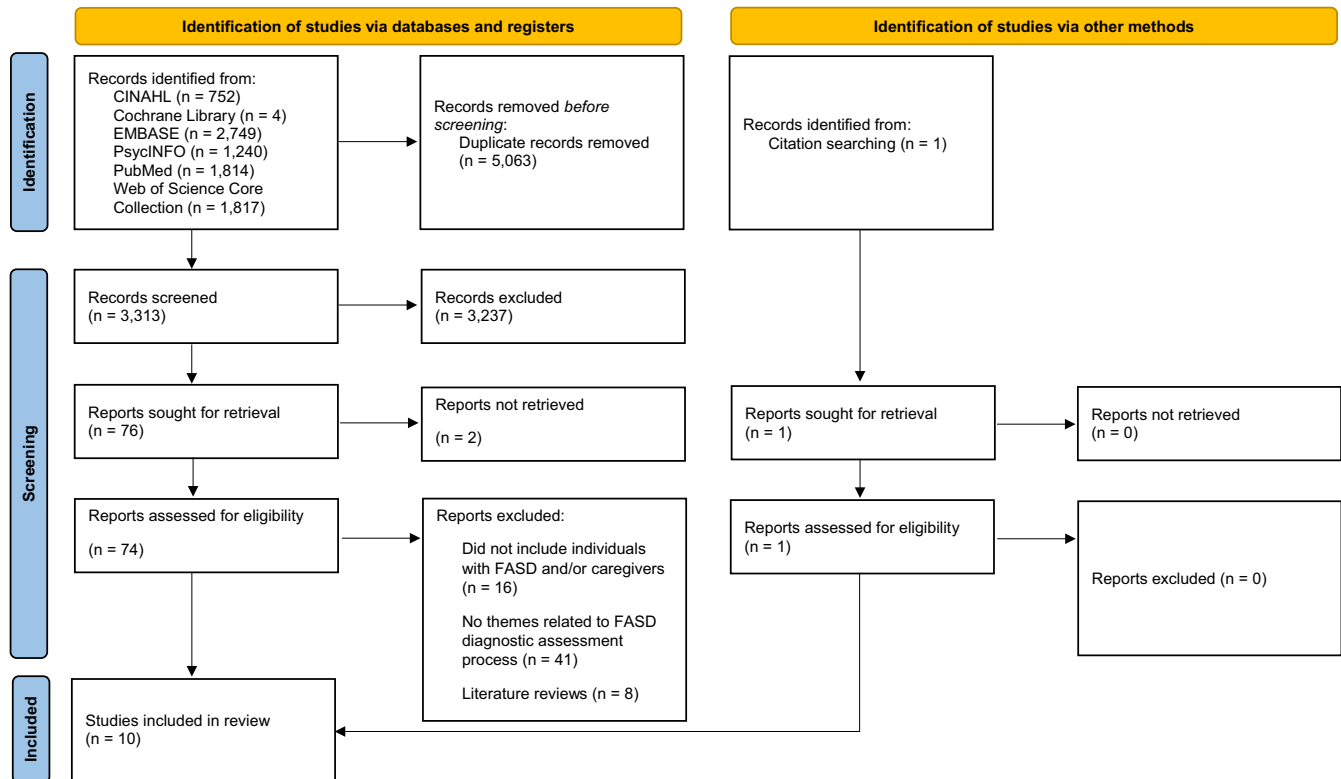 Identification of studies via databases and registers
Identification of studies via other methods
Identification
Records identified from:
CINAHL (n = 752)
Cochrane Library (n = 4)
EMBASE (n = 2,749)
PsycINFO (n = 1,240)
PubMed (n = 1,814)
Web of Science Core
Collection (n = 1,817)
Records removed before
screening:
Duplicate records removed
(n = 5,063)
Records identified from:
Citation searching (n = 1)
Screening
Records screened
(n = 3,313)
Records excluded
(n = 3,237)
Reports sought for retrieval
(n = 76)
Reports not retrieved
(n = 2)
Reports sought for retrieval
(n = 1)
Reports not retrieved
(n = 0)
Reports assessed for eligibility
(n = 74)
Reports excluded:
Did not include individuals
with FASD and/or caregivers
(n = 16)
No themes related to FASD
diagnostic assessment
process (n = 41)
Literature reviews (n = 8)
Reports assessed for eligibility
(n = 1)
Reports excluded (n = 0)
Included
Studies included in review
(n = 10)